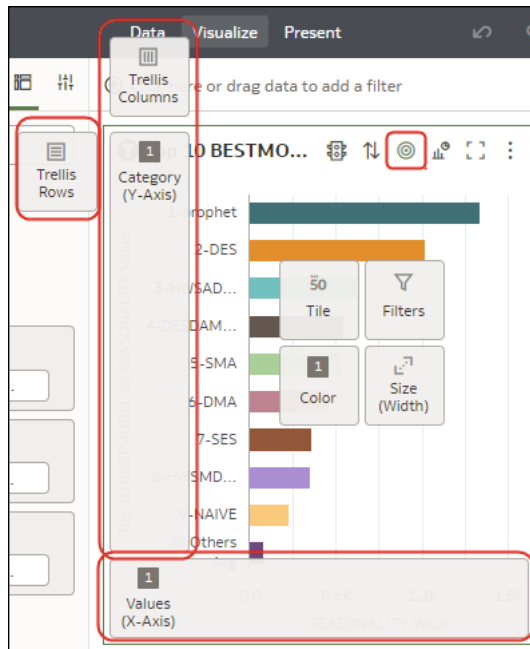 Data
Visualize
Present
Trellis
Columns
here or drag data to add a filter
10 BESTMO...
1
Category
(Y-Axis)
Trellis
Rows
1-prophet
2-DES
3-HWSAD...
4-DESDAM...
5-SMA
6-DMA
7-SES
8-HWSMD...
9-NAIVE
All Others
Avg
50
Tile
Filters
1
Color
Size
(Width)
1
Values
(X-Axis)
0.0
0.6K
1.2K
1.8K
SEASONALITY Value